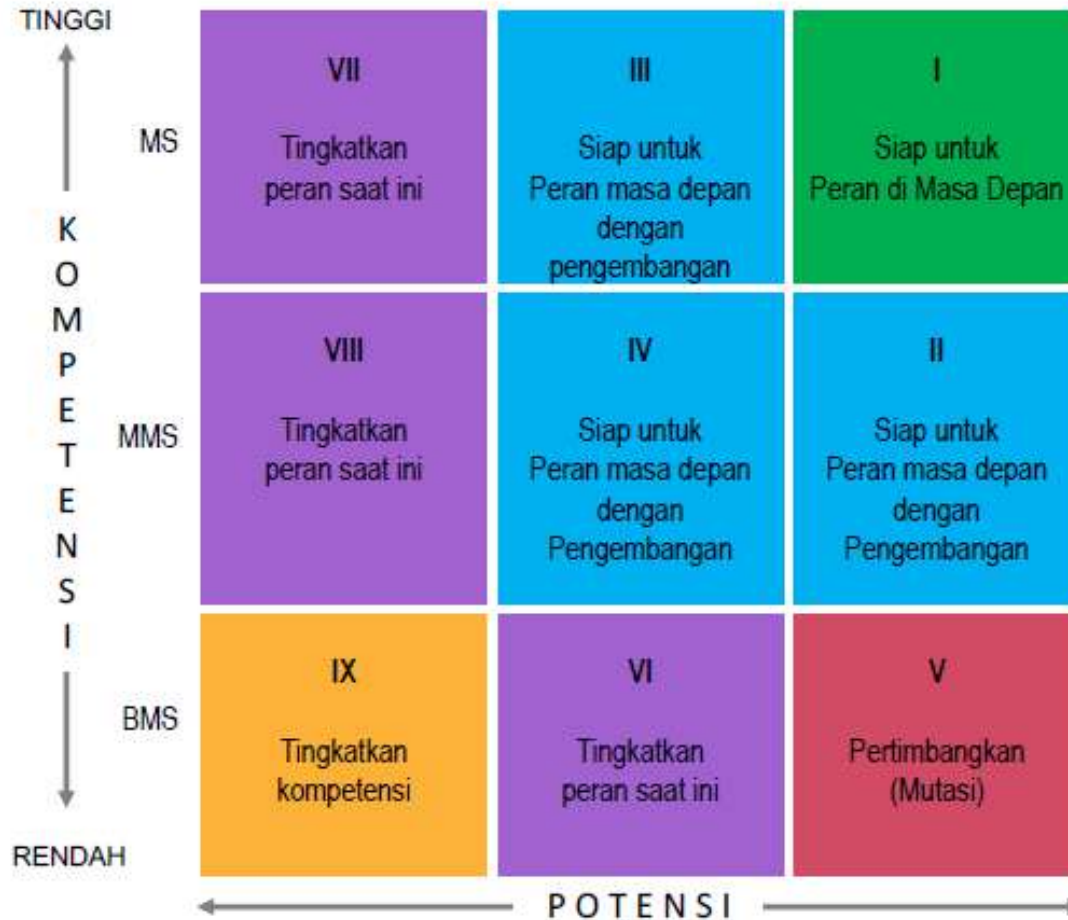 TINGGI
VII
Tingkatkan
peran saat ini
III
Siap untuk
Peran masa depan
dengan
pengembangan
I
Siap untuk
Peran di Masa Depan
MS
VIII
Tingkatkan
peran saat ini
IV
Siap untuk
Peran masa depan
dengan
Pengembangan
II
Siap untuk
Peran masa depan
dengan
Pengembangan
MMS
IX
Tingkatkan
kompetensi
VI
Tingkatkan
peran saat ini
V
Pertimbangkan
(Mutasi)
BMS
KOMPETENSI
RENDAH
POTENSI